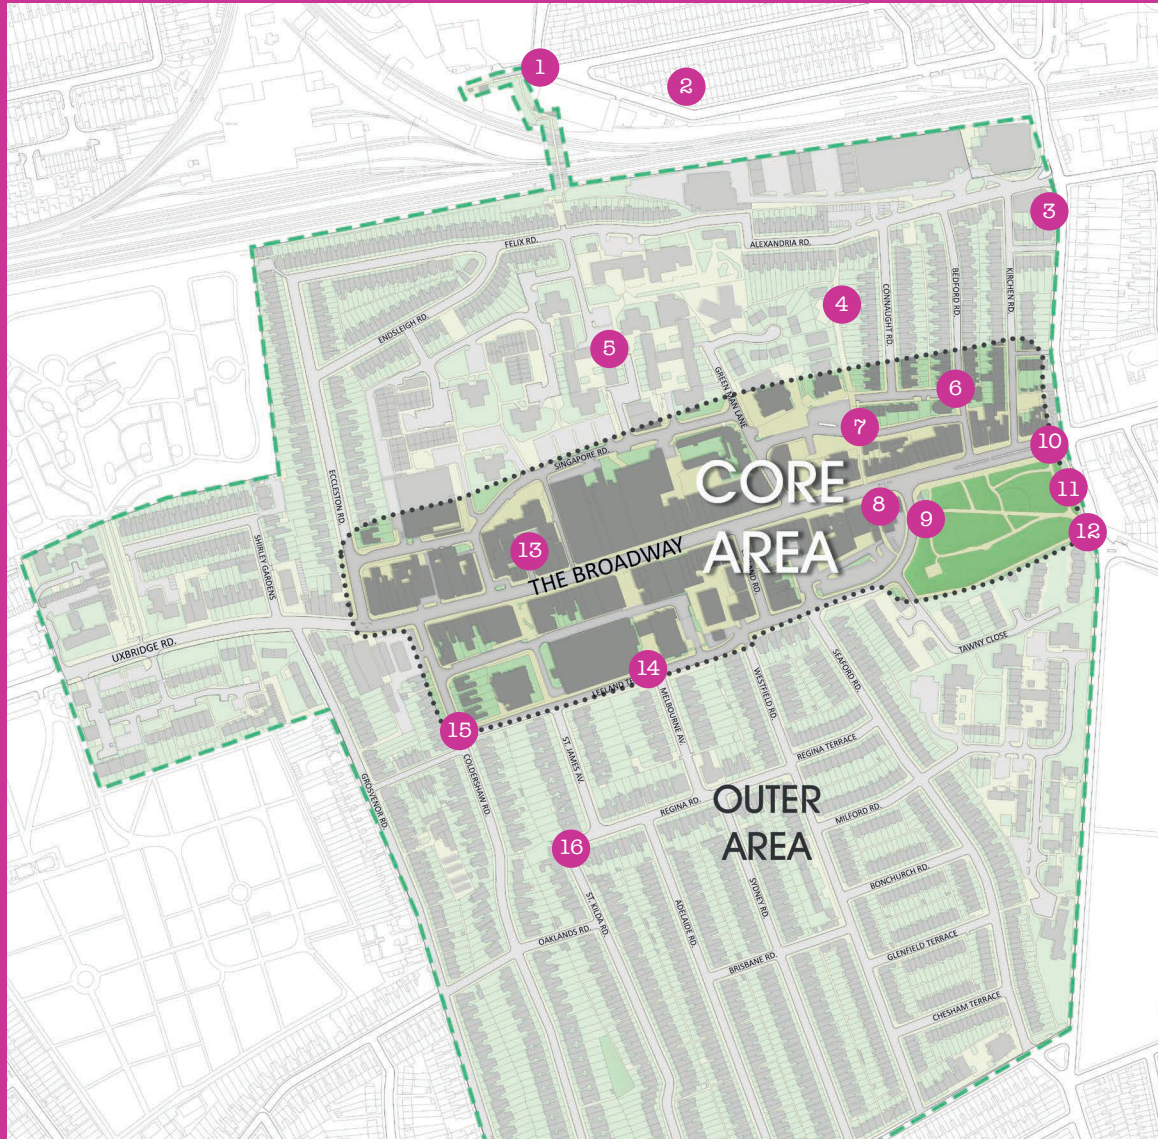 1
2
3
FELIX RD.
ALEXANDRIA RD.
4
CONNAUGHT RD.
BEDFORD RD.
KIRCHEN RD.
ENDSLEIGH RD.
5
GREEN MAN LANE
6
7
10
SINGAPORE RD.
CORE
AREA
8
9
11
12
ECCLESTON RD.
SHIRLEY GARDENS
13
THE BROADWAY
UXBRIDGE RD.
14
TAWNY CLOSE
SEAFORD RD.
WESTFIELD RD.
MELBOURNE AV.
15
COLDERSHAW RD.
ST. JAMES AV.
REGINA TERRACE
GROSVENOR RD.
REGINA RD.
OUTER
AREA
MILFORD RD.
16
BONCHURCH RD.
SYDNEY RD.
ST. KILDA RD.
ADELAIDE RD.
OAKLANDS RD.
GLENFIELD TERRACE
BRISBANE RD.
CHESHAM TERRACE